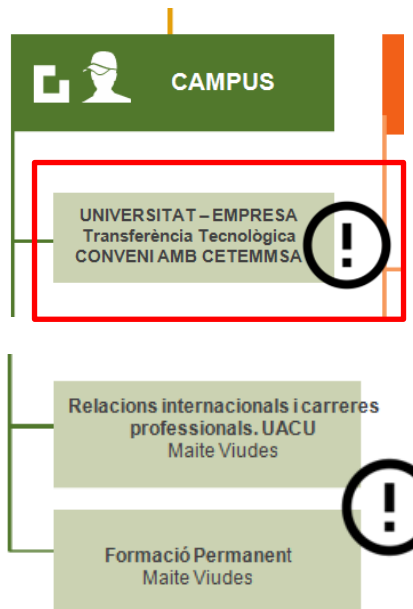 CAMPUS
UNIVERSITAT – EMPRESA
Transferència Tecnològica
CONVENI AMB CETEMMSA
!
Relacions internacionals i carreres
professionals. UACU
Maite Viudes
!
Formació Permanent
Maite Viudes